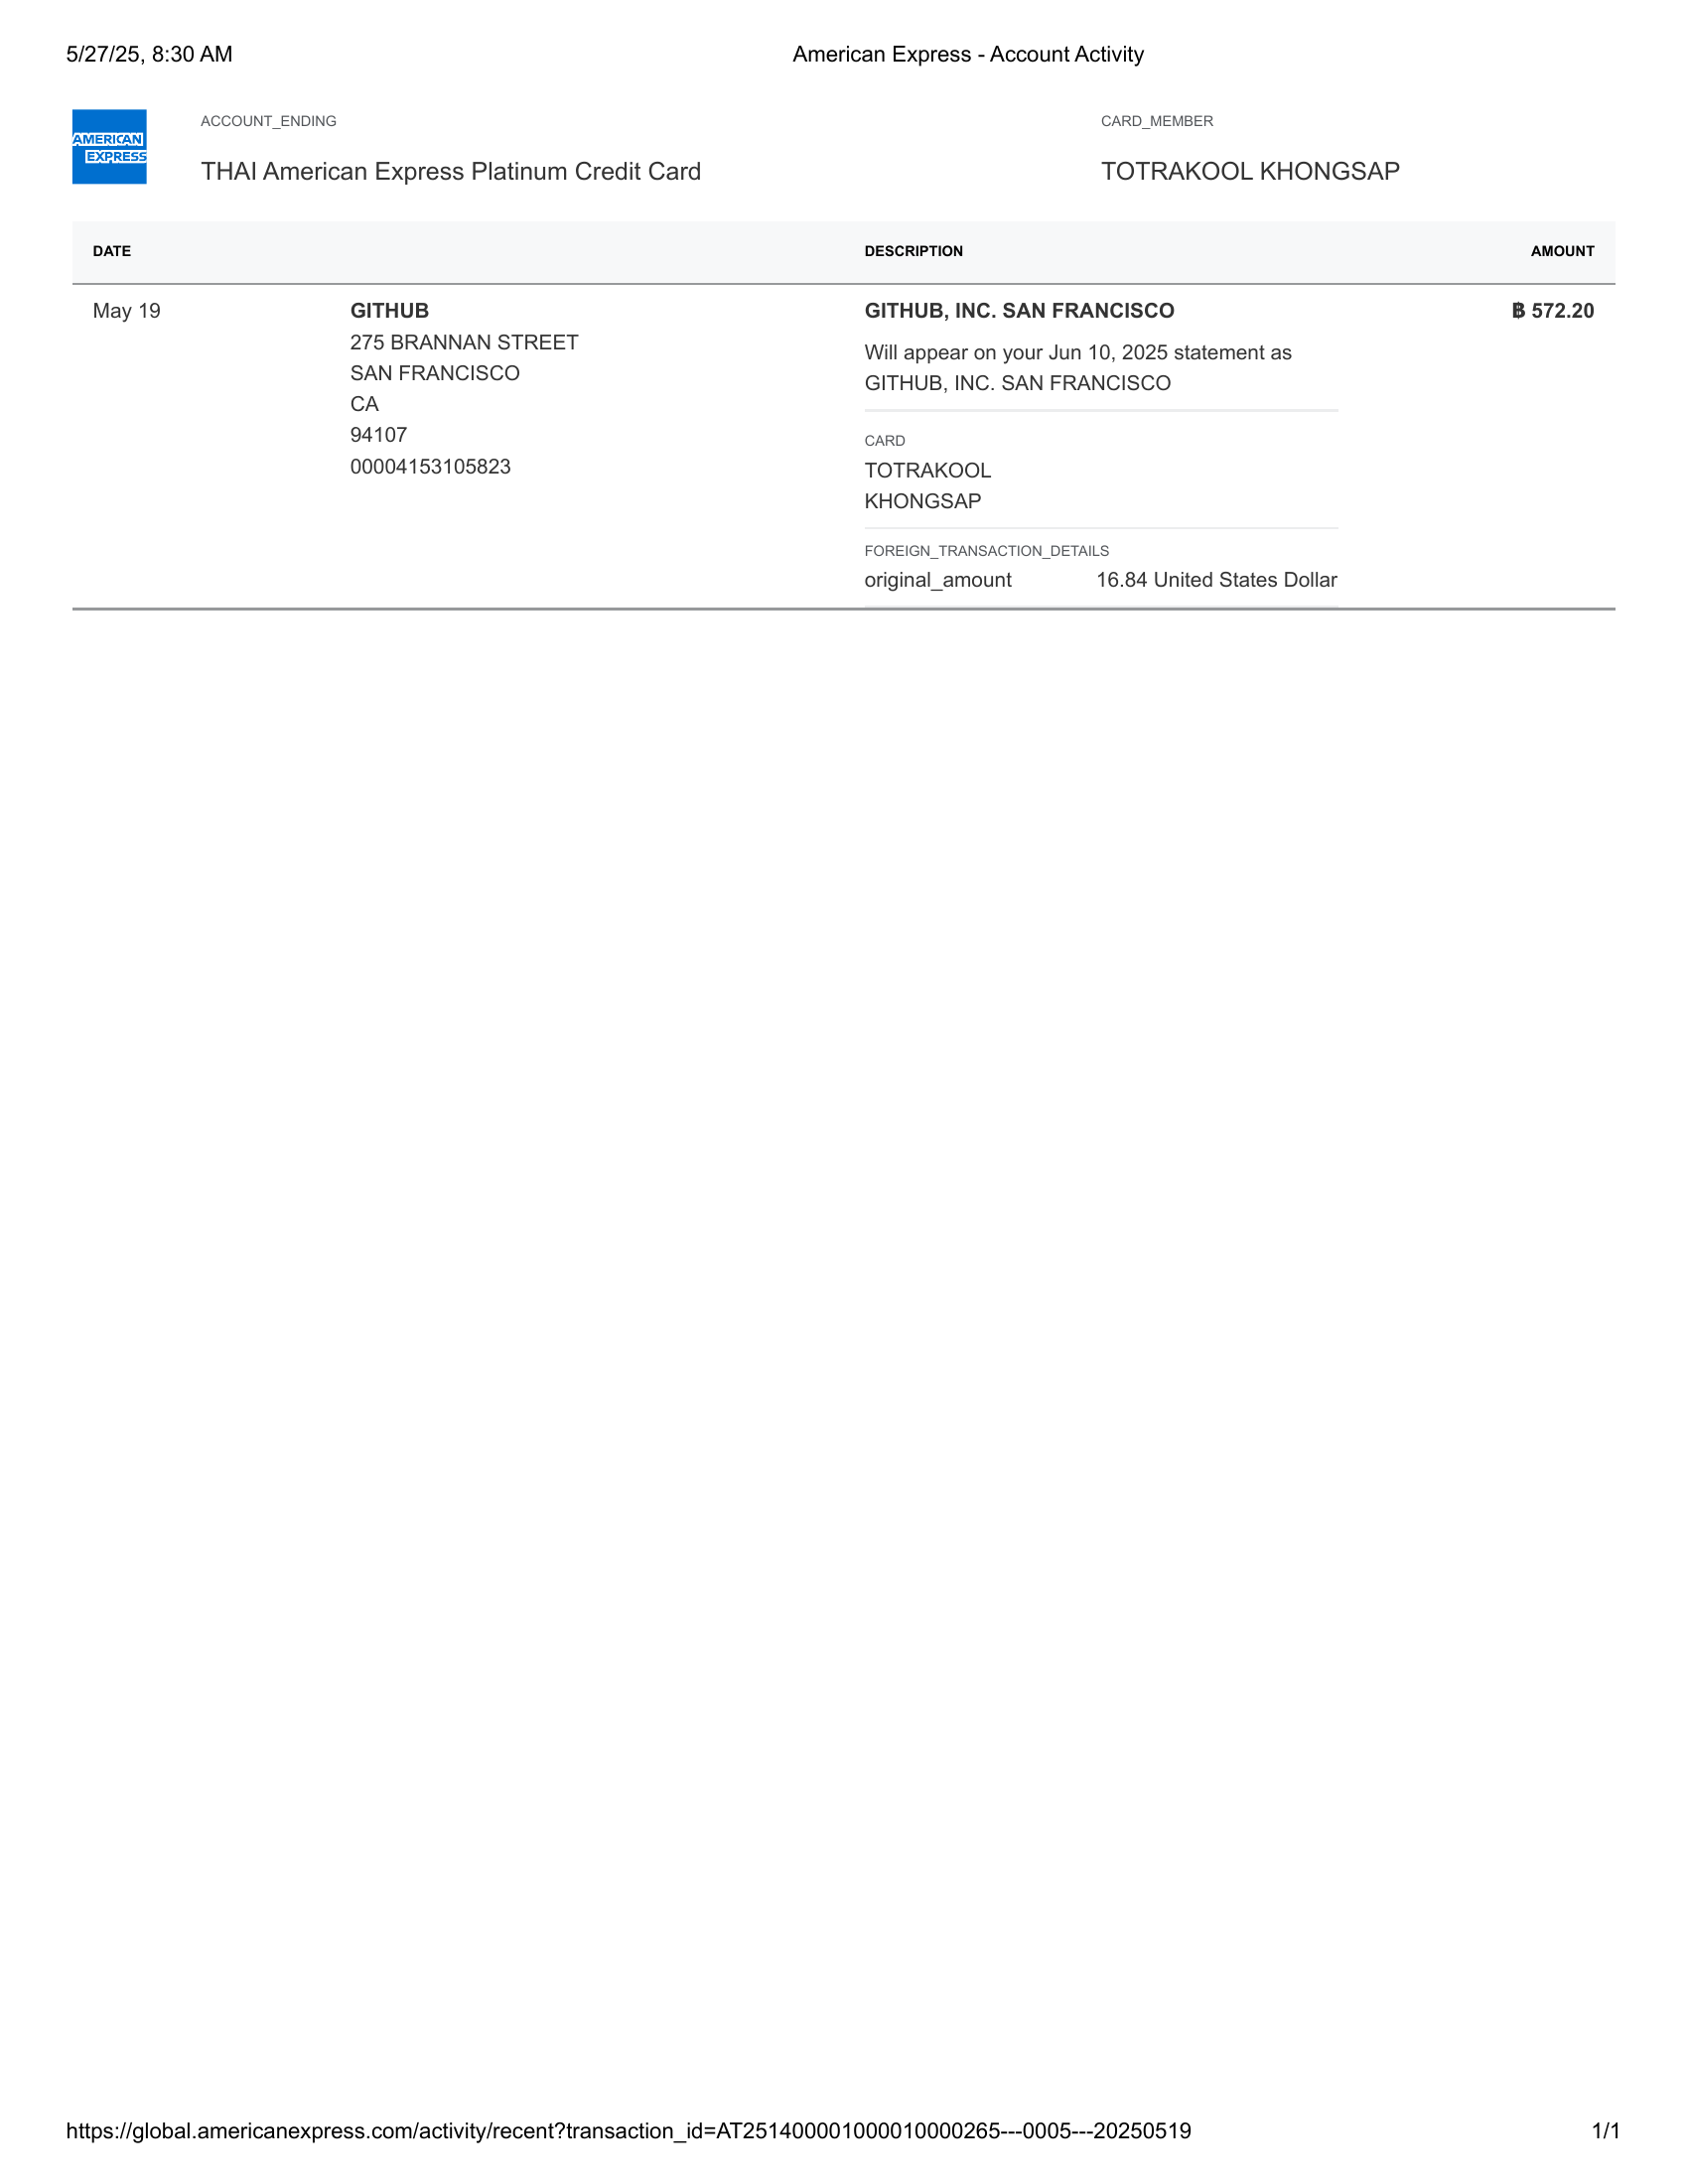 5/27/25, 8:30 AM American Express - Account Activity
AMERICAN
EXPRESS
ACCOUNT_ENDING CARD_MEMBER
THAI American Express Platinum Credit Card TOTRAKOOL KHONGSAP
DATE DESCRIPTION AMOUNT
May 19 GITHUB GITHUB, INC. SAN FRANCISCO ฿ 572.20
275 BRANNAN STREET
SAN FRANCISCO
CA
94107
00004153105823
Will appear on your Jun 10, 2025 statement as
GITHUB, INC. SAN FRANCISCO
CARD
TOTRAKOOL
KHONGSAP
FOREIGN_TRANSACTION_DETAILS
original_amount 16.84 United States Dollar
https://global.americanexpress.com/activity/recent?transaction_id=AT251400001000010000265---0005---20250519 1/1